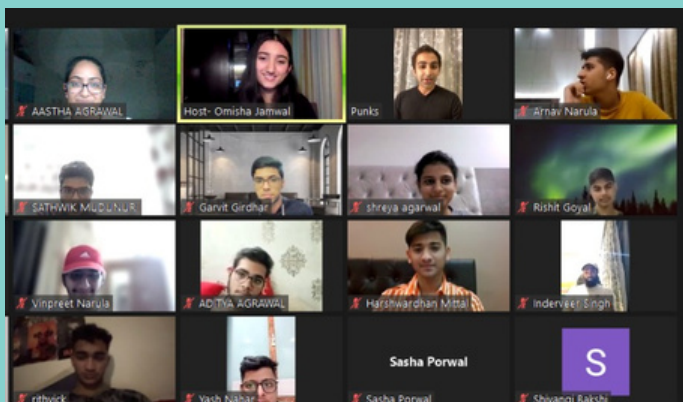 AASTHA AGRAWAL
Host- Omisha Jamwal
Punks
Arnav Narula
SATHWIK MUDUNUR
Garvit Girdhar
shreya agarwal
Rishit Goyal
Vinpreet Narula
ADITYA AGRAWAL
Harshwardhan Mittal
Inderveer Singh
rithvick
Yash Nahar
Sasha Porwal
Sasha Porwal
S
Shivangi Bakshi